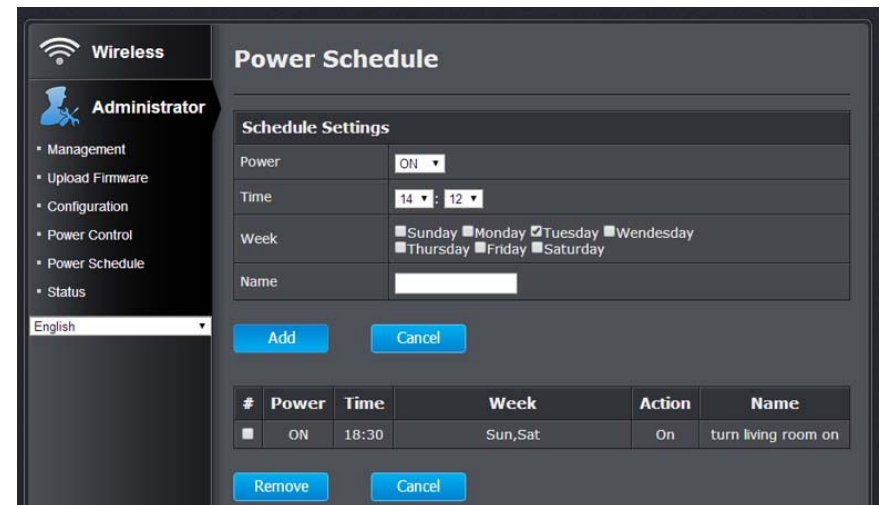 Wireless
Administrator
Management
Upload Firmware
Configuration
Power Control
Power Schedule
Status
English
Power Schedule
Schedule Settings
Power ON
Time 14 : 12
Week Sunday Monday Tuesday Wendesday
Thursday Friday Saturday
Name
Add Cancel
# Power Time Week Action Name
ON 18:30 Sun,Sat On turn living room on
Remove Cancel